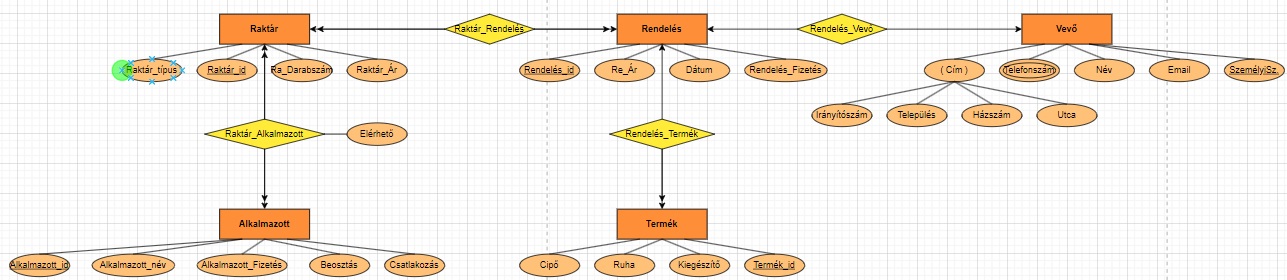 Raktár
Raktár_Rendelés
Rendelés
Rendelés_Vevő
Vevő
Raktár_típus
Raktár_id
Ra_Darabszám
Raktár_Ár
Rendelés_id
Re_Ár
Dátum
Rendelés_Fizetés
( Cím )
Telefonszám
Név
Email
SzemélyiSz.
Irányítószám
Település
Házszám
Utca
Raktár_Alkalmazott
Elérhető
Rendelés_Termék
Alkalmazott
Termék
Alkalmazott_id
Alkalmazott_név
Alkalmazott_Fizetés
Beosztás
Csatlakozás
Cipő
Ruha
Kiegészítő
Termék_id